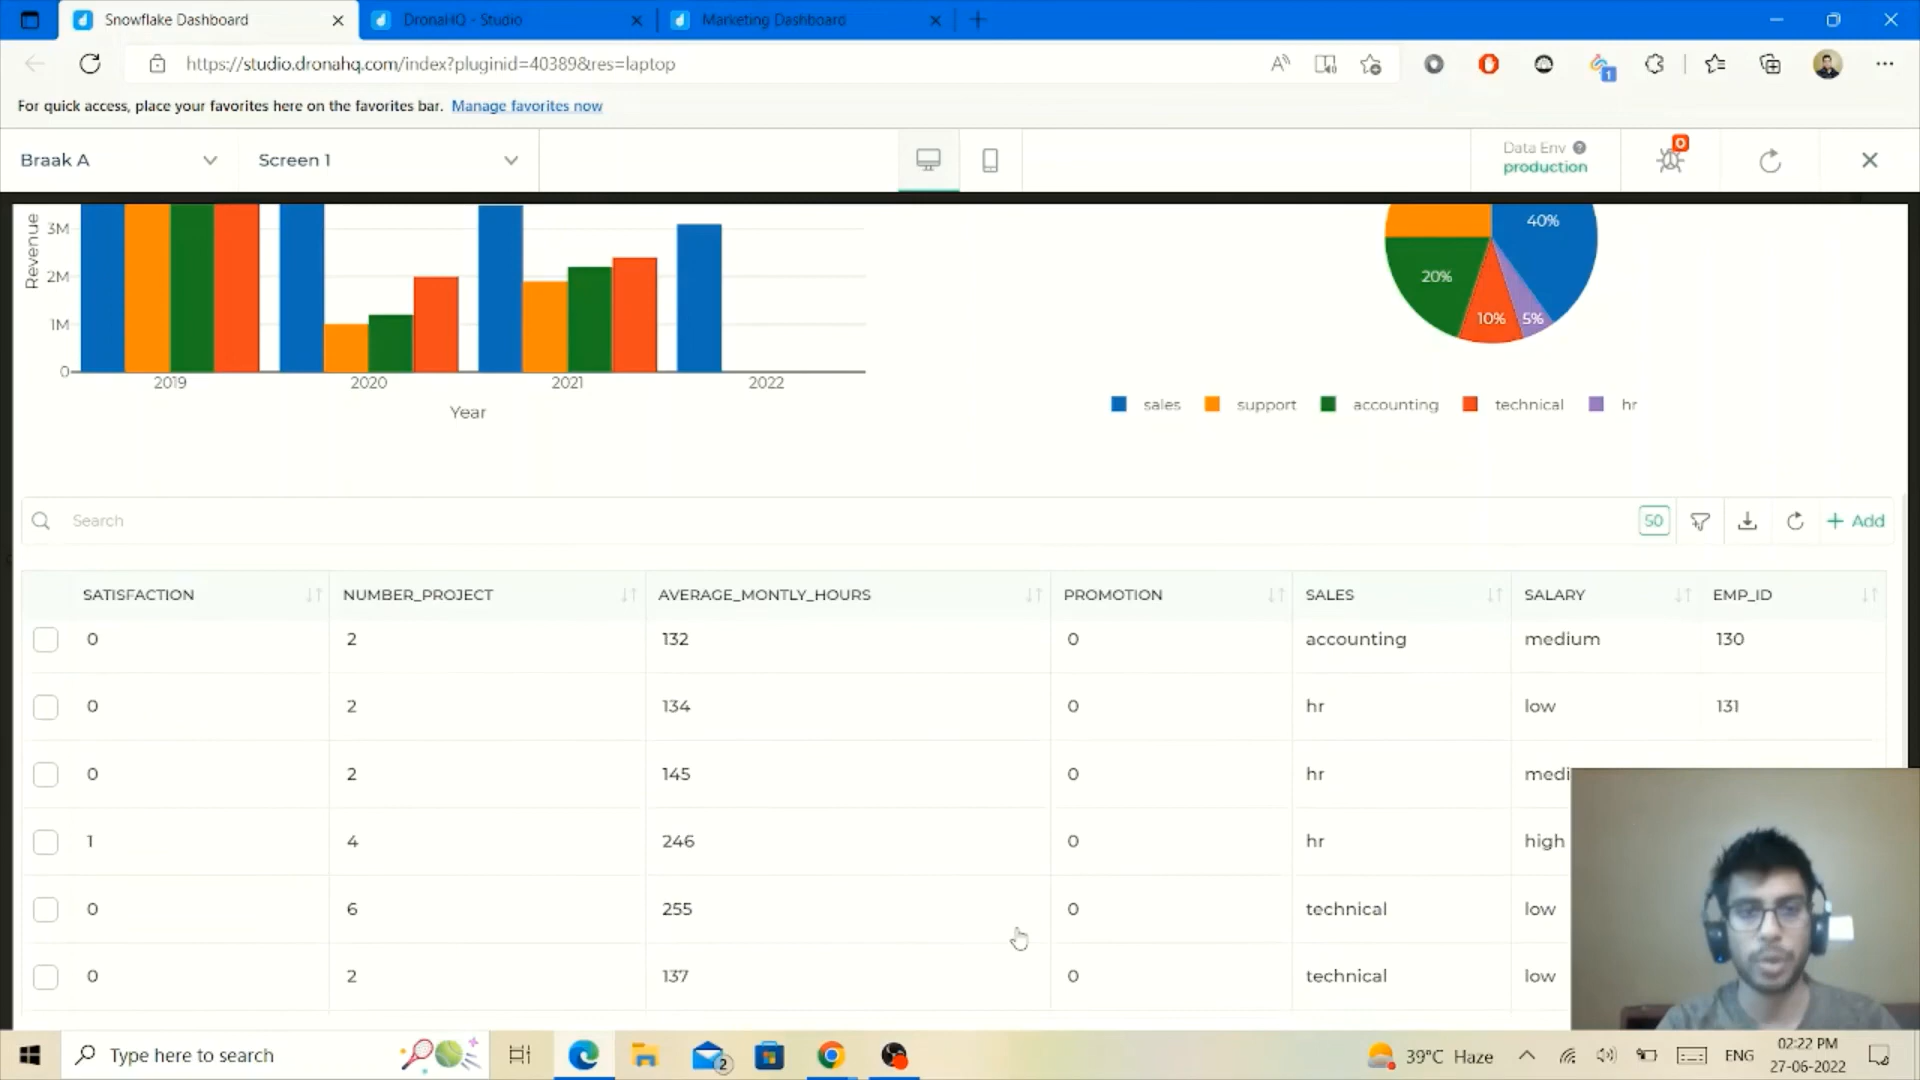 Snowflake Dashboard
DronaHQ - Studio
Marketing Dashboard
https://studio.dronahq.com/index?pluginid=40389&res=laptop
1
For quick access, place your favorites here on the favorites bar. Manage favorites now
Braak A
Screen 1
Data Env
production
0
Revenue
3M
2M
1M
0
2019 2020 2021 2022
Year
40%
20%
10%
5%
sales support accounting technical hr
Search
50
+ Add
SATISFACTION NUMBER_PROJECT AVERAGE_MONTLY_HOURS PROMOTION SALES SALARY EMP_ID
0 2 132 0 accounting medium 130
0 2 134 0 hr low 131
0 2 145 0 hr medi
1 4 246 0 hr high
0 6 255 0 technical low
0 2 137 0 technical low
Type here to search
2
39°C Haze
ENG
02:22 PM
27-06-2022